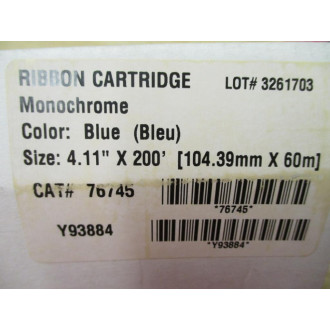 RIBBON CARTRIDGE LOT# 3261703
Monochrome
Color: Blue (Bleu)
Size: 4.11" X 200' [104.39mm X 60m]
CAT# 76745
*76745*
Y93884
*Y93884*